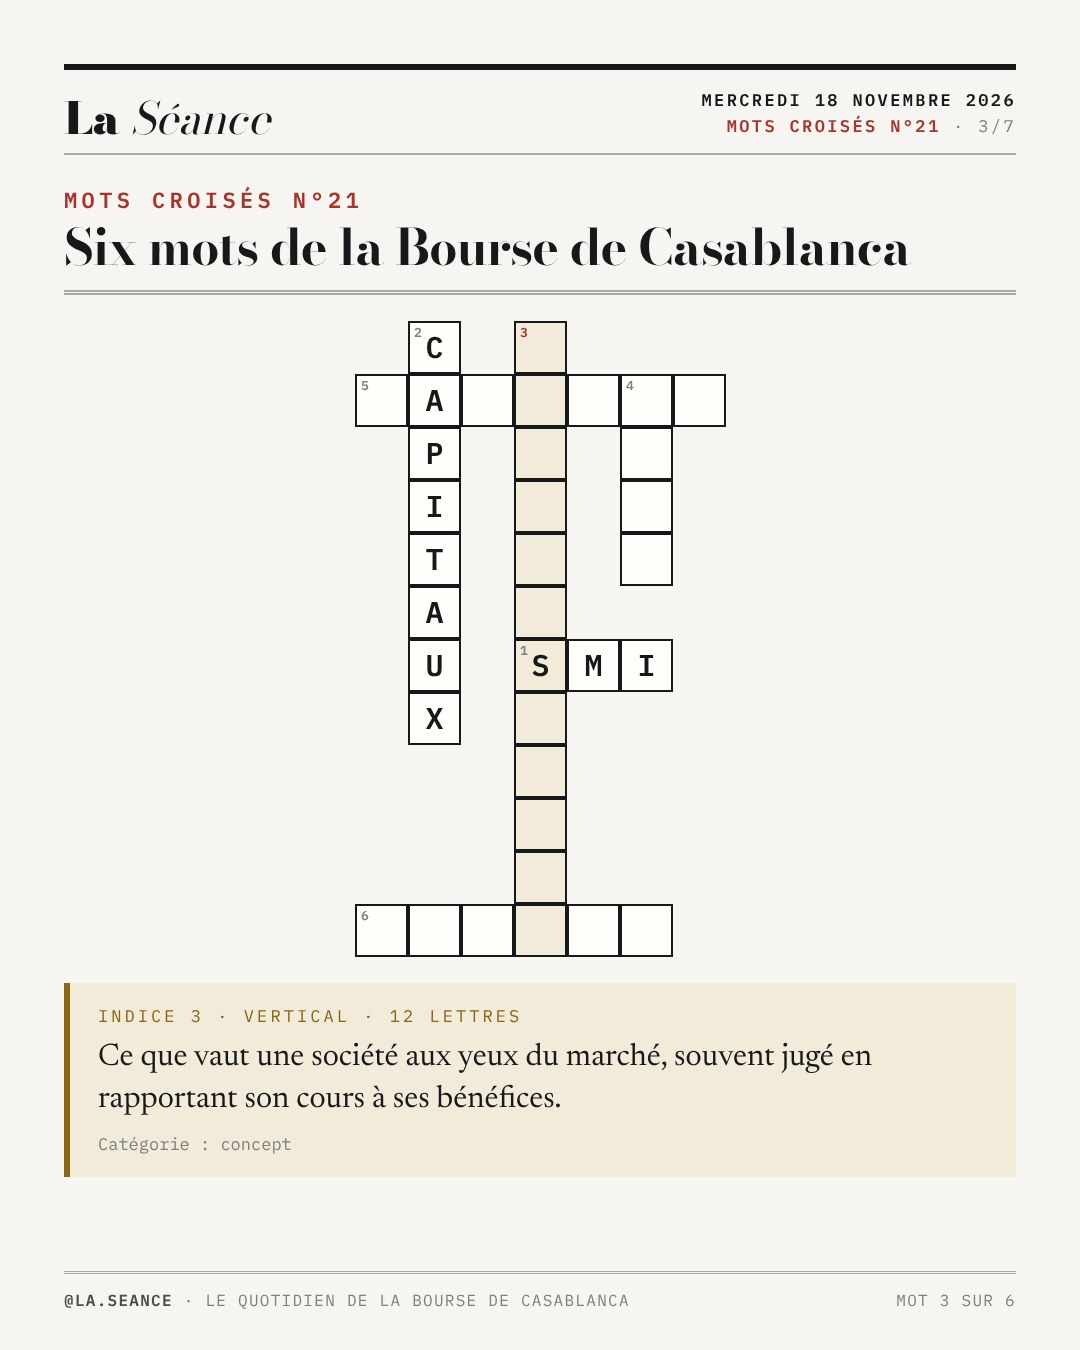 La Séance
MERCREDI 18 NOVEMBRE 2026
MOTS CROISÉS N°21 · 3/7
MOTS CROISÉS N°21
Six mots de la Bourse de Casablanca
2 C 3
5 A 4
P
I
T
A
U 1 S M I
X
6
INDICE 3 · VERTICAL · 12 LETTRES
Ce que vaut une société aux yeux du marché, souvent jugé en
rapportant son cours à ses bénéfices.
Catégorie : concept
@LA.SEANCE · LE QUOTIDIEN DE LA BOURSE DE CASABLANCA
MOT 3 SUR 6